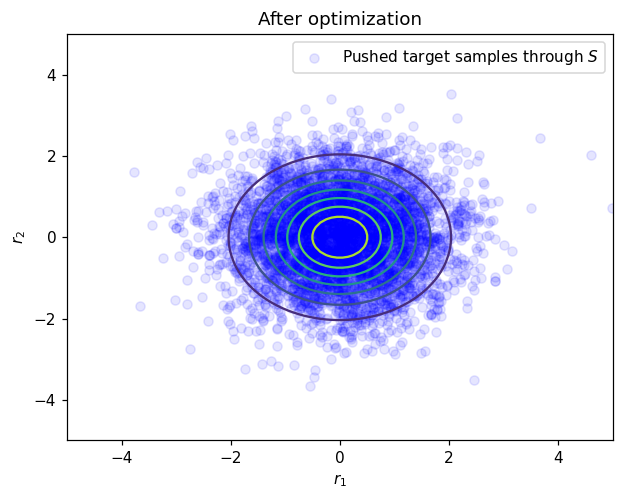 After optimization
Pushed target samples through S
4
2
0
−2
−4
r₂
−4
−2
0
2
4
r₁